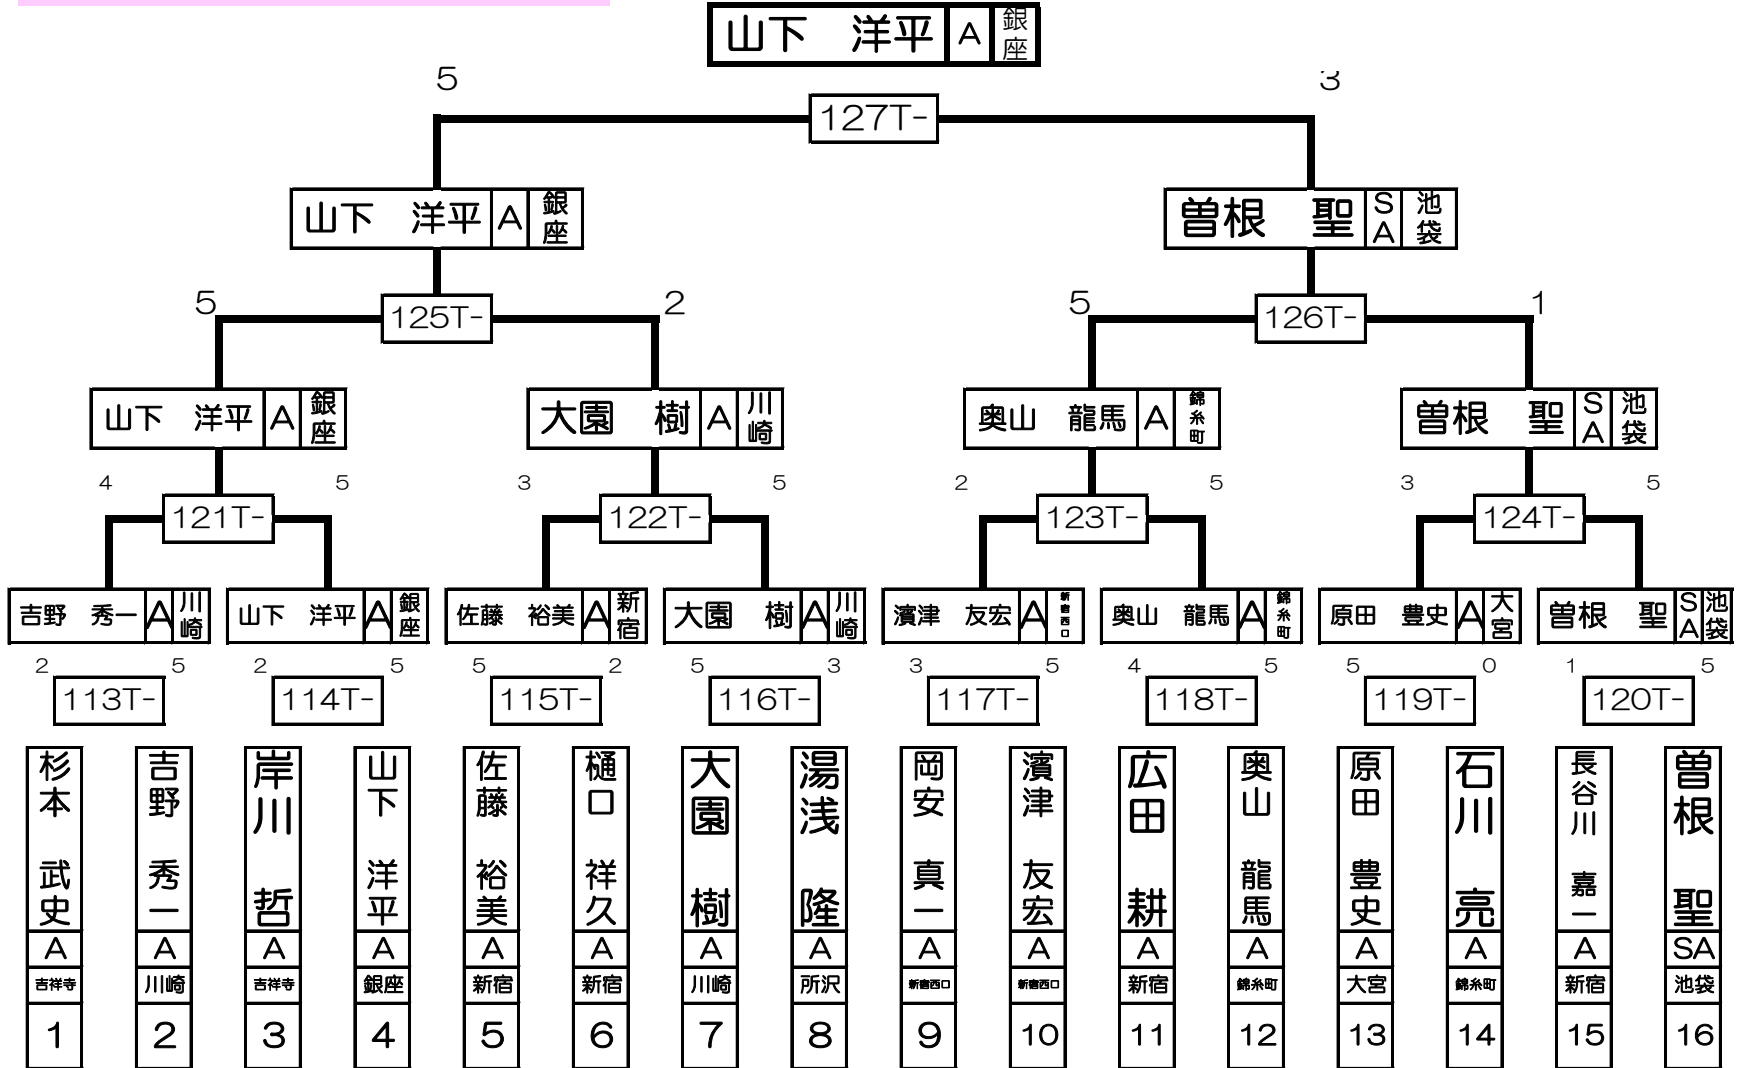 山下　洋平 A 銀座
5 3
127T-
山下　洋平 A 銀座 曽根　聖 SA 池袋
5 125T- 2 5 126T- 1
山下　洋平 A 銀座 大園　樹 A 川崎 奥山　龍馬 A 錦糸町 曽根　聖 SA 池袋
4 5 3 5 2 5 3 5
121T- 122T- 123T- 124T-
吉野　秀一 A 川崎 山下　洋平 A 銀座 佐藤　裕美 A 新宿 大園　樹 A 川崎 濱津　友宏 A 新宿西口 奥山　龍馬 A 錦糸町 原田　豊史 A 大宮 曽根　聖 SA 池袋
2 5 2 5 5 2 5 3 3 5 4 5 5 0 1 5
113T- 114T- 115T- 116T- 117T- 118T- 119T- 120T-
杉本　武史 吉野　秀一 岸川　哲 山下　洋平 佐藤　裕美 樋口　祥久 大園　樹 湯浅　隆 岡安　真一 濱津　友宏 広田　耕 奥山　龍馬 原田　豊史 石川　亮 長谷川　嘉一 曽根　聖
A A A A A A A A A A A A A A A SA
吉祥寺 川崎 吉祥寺 銀座 新宿 新宿 川崎 所沢 新宿西口 新宿西口 新宿 錦糸町 大宮 錦糸町 新宿 池袋
1 2 3 4 5 6 7 8 9 10 11 12 13 14 15 16